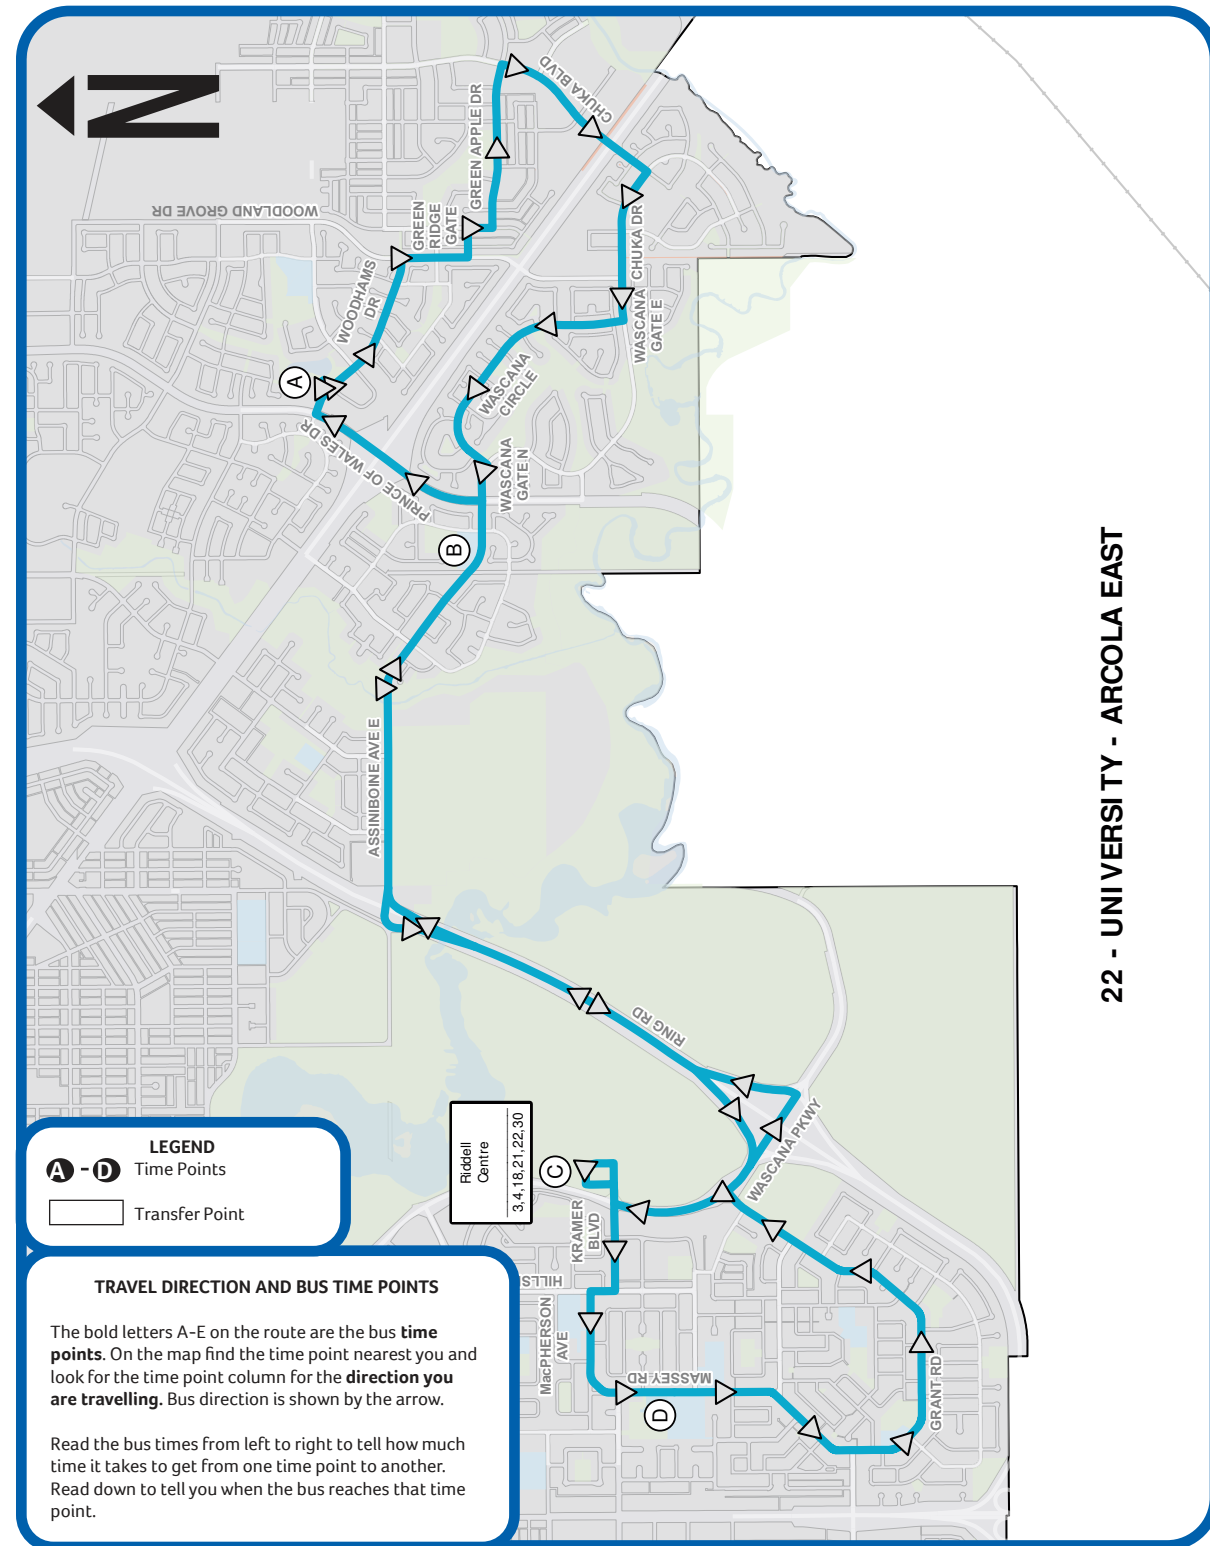 N
CHUKA BLVD
GREEN APPLE DR
WOODLAND GROVE DR
GREEN
RIDGE
GATE
WOODHAMS
DR
CHUKA DR
WASCANA
GATE E
A
WASCANA
CIRCLE
PRINCE OF WALES DR
WASCANA
GATE N
B
ASSINIBOINE AVE E
22 - UNIVERSI TY - ARCOLA EAST
RING RD
WASCANA PKWY
Riddell
Centre
3,4,18,21,22,30
C
KRAMER
BLVD
HILLS
MacPHERSON
AVE
MASSEY RD
D
GRANT RD
LEGEND
A - D Time Points
Transfer Point
TRAVEL DIRECTION AND BUS TIME POINTS
The bold letters A-E on the route are the bus time
points. On the map find the time point nearest you and
look for the time point column for the direction you
are travelling. Bus direction is shown by the arrow.
Read the bus times from left to right to tell how much
time it takes to get from one time point to another.
Read down to tell you when the bus reaches that time
point.